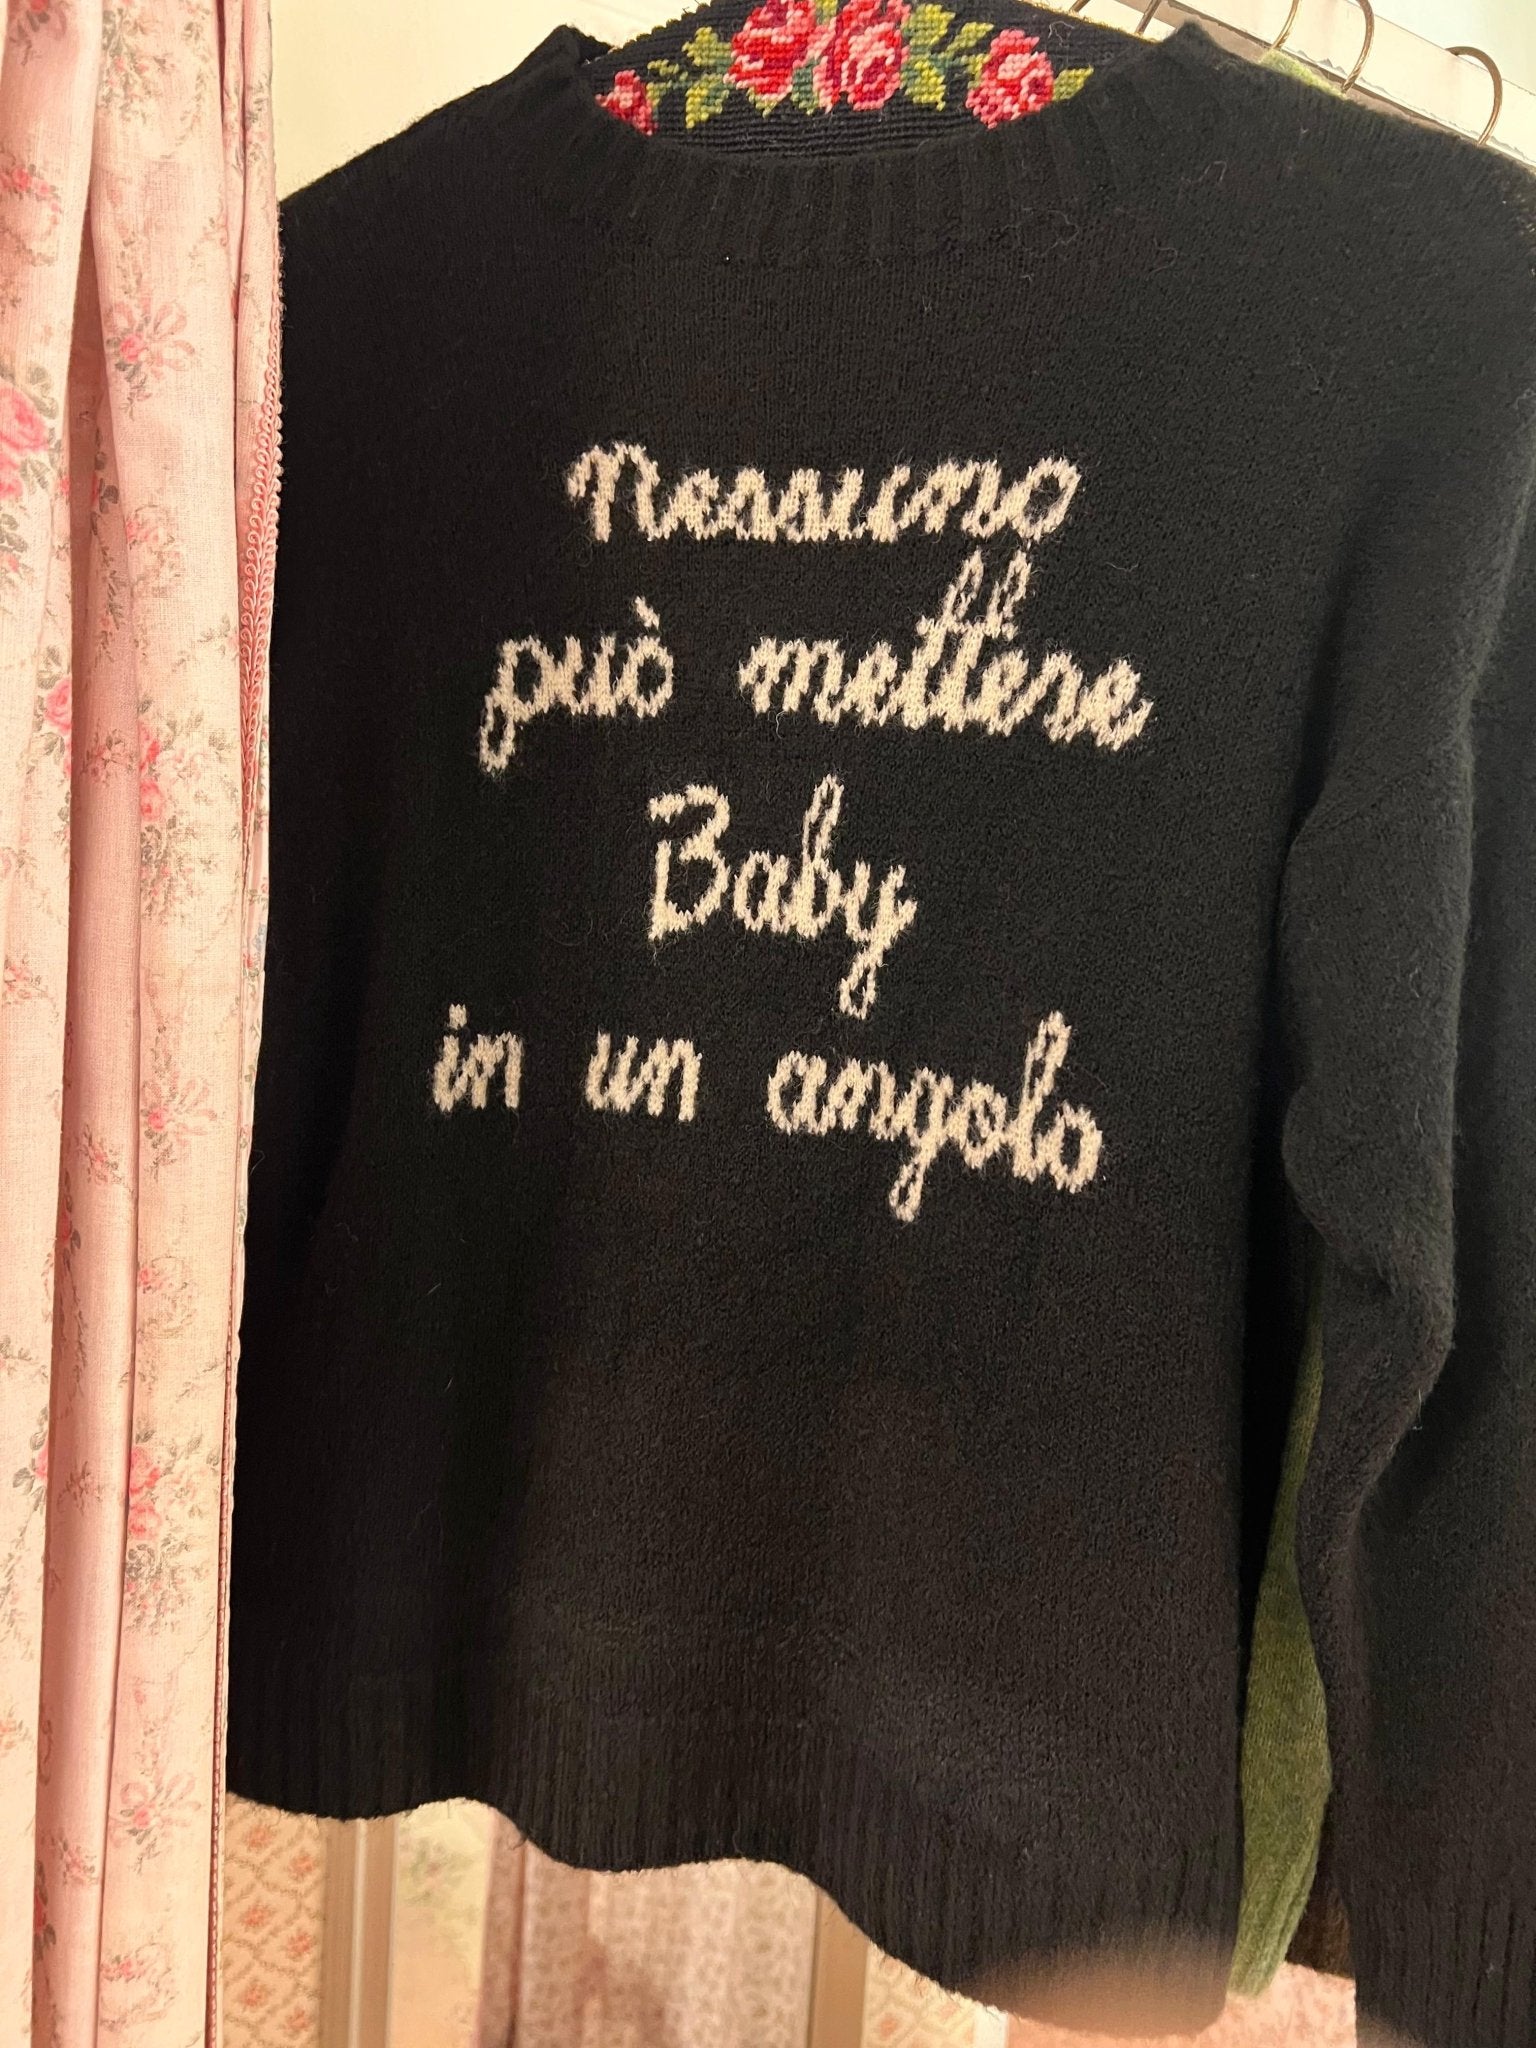 Nessuno
può mettere
Baby
in un angolo